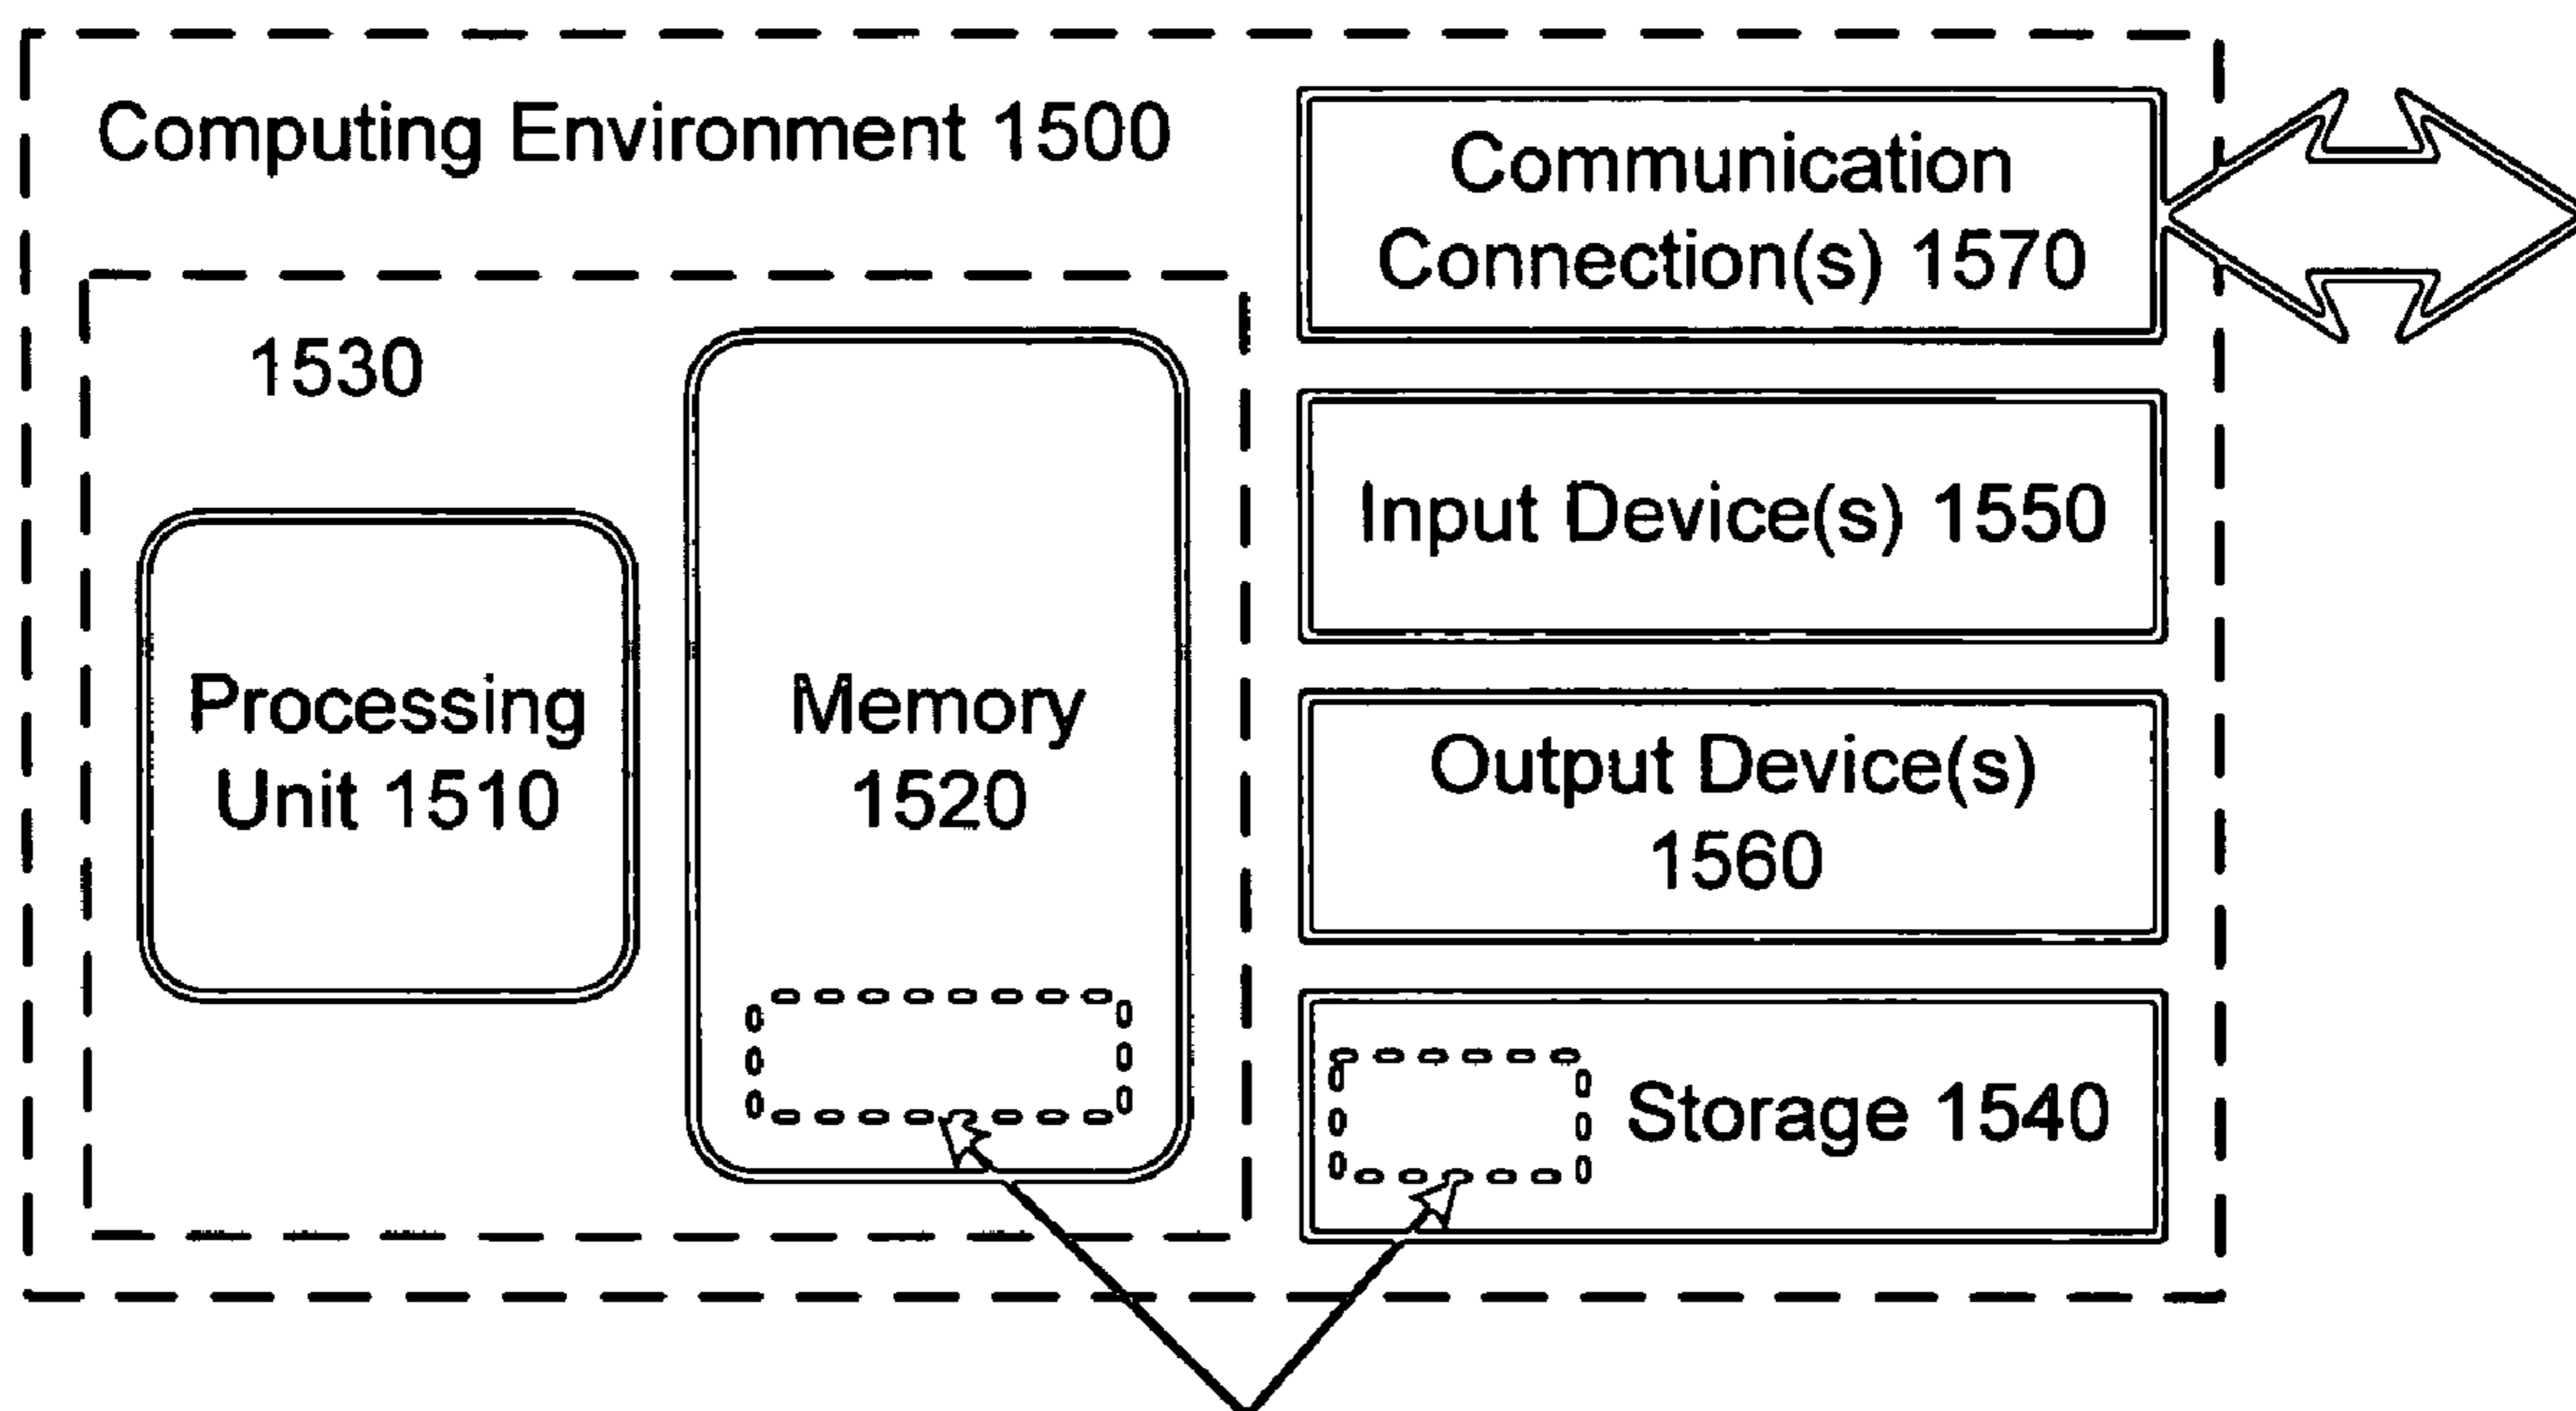 Computing Environment 1500
Communication
Connection(s) 1570
1530
Input Device(s) 1550
Processing
Unit 1510
Memory
1520
Output Device(s)
1560
Storage 1540